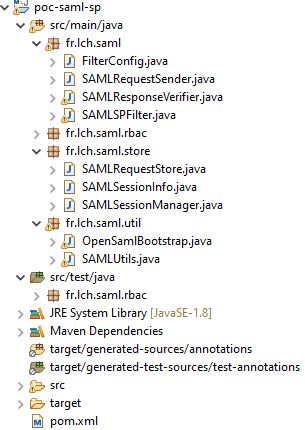 poc-saml-sp
src/main/java
fr.lch.saml
FilterConfig.java
SAMLRequestSender.java
SAMLResponseVerifier.java
SAMLSPFilter.java
fr.lch.saml.rbac
fr.lch.saml.store
SAMLRequestStore.java
SAMLSessionInfo.java
SAMLSessionManager.java
fr.lch.saml.util
OpenSamlBootstrap.java
SAMLUtils.java
src/test/java
fr.lch.saml.rbac
JRE System Library [JavaSE-1.8]
Maven Dependencies
target/generated-sources/annotations
target/generated-test-sources/test-annotations
src
target
pom.xml